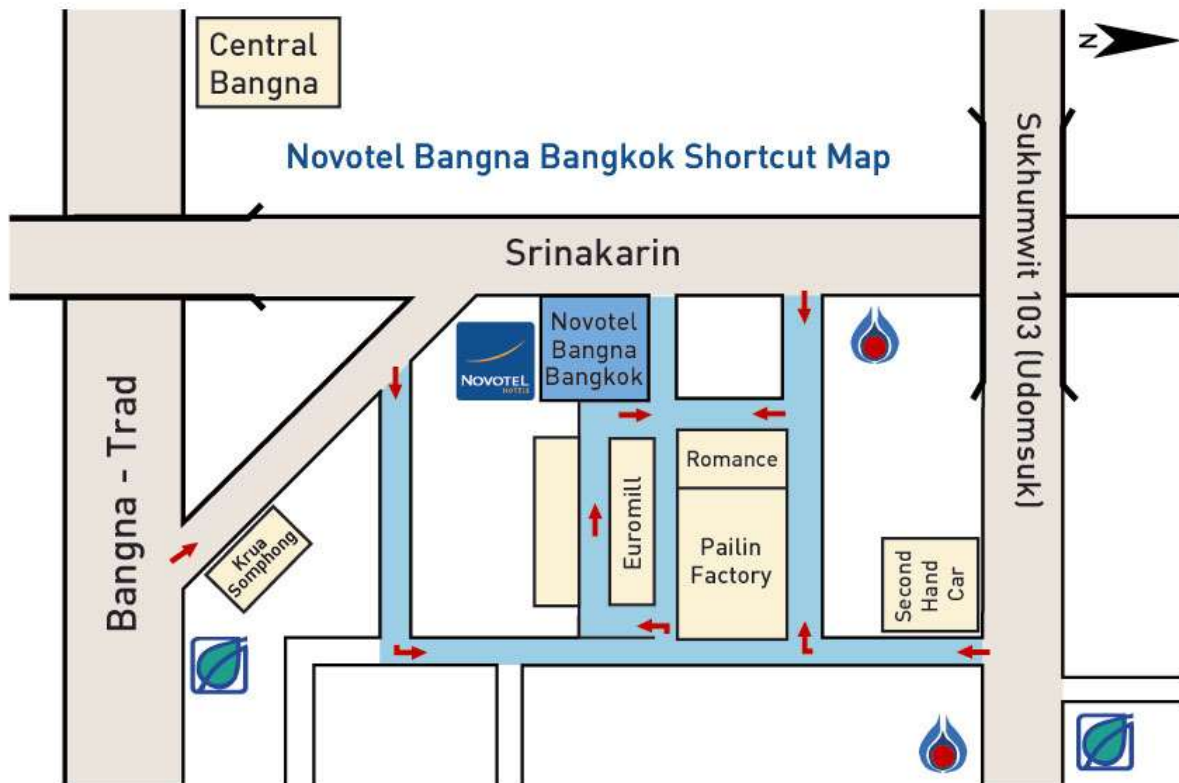 Central
Bangna
N
Novotel Bangna Bangkok Shortcut Map
Srinakarin
Sukhumwit 103 (Udomsuk)
Bangna - Trad
NOVOTEL
HOTELS
Novotel
Bangna
Bangkok
Romance
Euromill
Pailin
Factory
Krua
Somphong
Second
Hand
Car